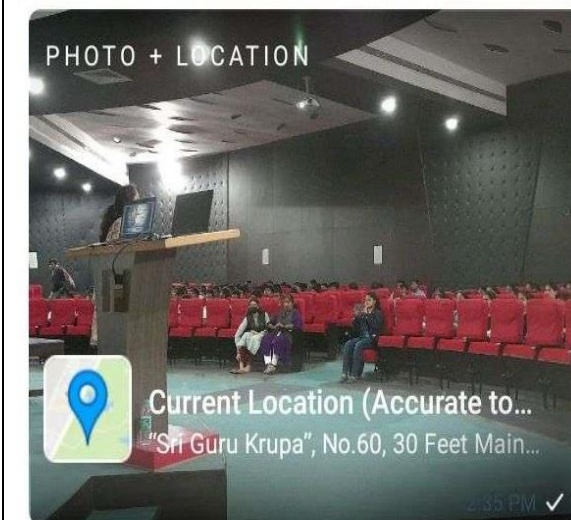 PHOTO + LOCATION
Current Location (Accurate to...
"Sri Guru Krupa", No.60, 30 Feet Main...
2:35 PM